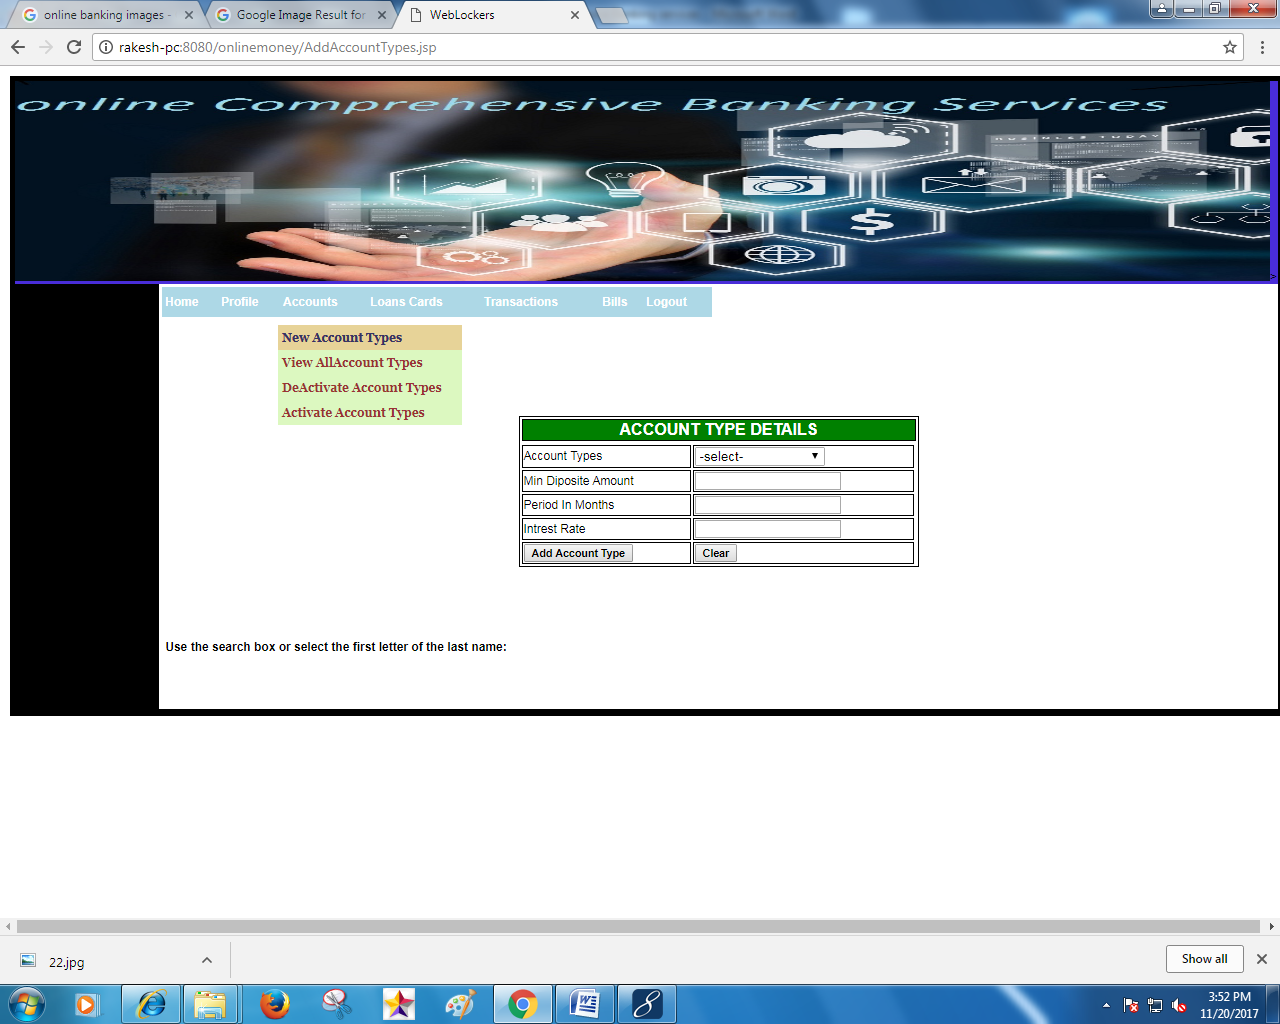 online banking images -
Google Image Result for
WebLockers
rakesh-pc:8080/onlinemoney/AddAccountTypes.jsp
online Comprehensive Banking Services
Home Profile Accounts Loans Cards Transactions Bills Logout
New Account Types
View AllAccount Types
DeActivate Account Types
Activate Account Types
ACCOUNT TYPE DETAILS
Account Types -select-
Min Diposite Amount
Period In Months
Intrest Rate
Add Account Type Clear
Use the search box or select the first letter of the last name:
22.jpg
Show all
3:52 PM
11/20/2017